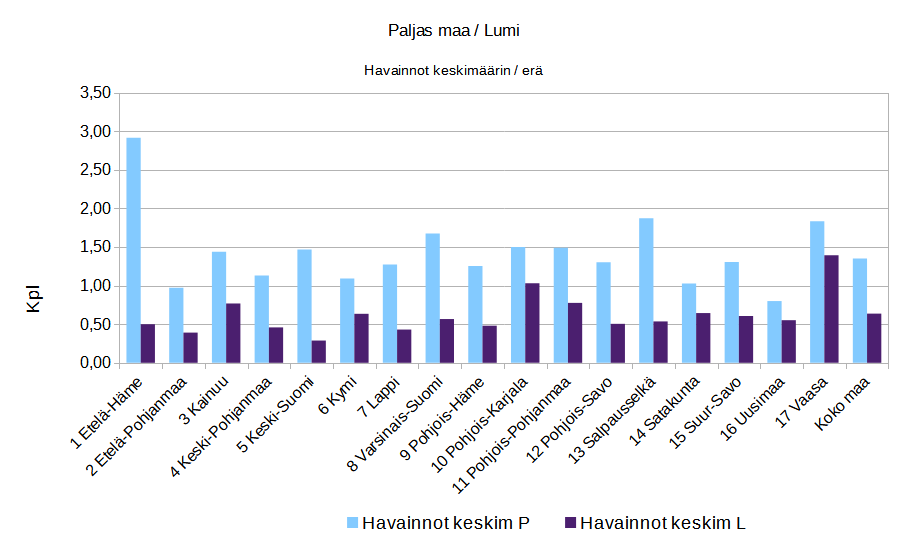 Paljas maa / Lumi
Havainnot keskimäärin / erä
3,50
3,00
2,50
2,00
1,50
1,00
0,50
0,00
Kpl
1 Etelä-Häme
2 Etelä-Pohjanmaa
3 Kainuu
4 Keski-Pohjanmaa
5 Keski-Suomi
6 Kymi
7 Lappi
8 Varsinais-Suomi
9 Pohjois-Häme
10 Pohjois-Karjala
11 Pohjois-Pohjanmaa
12 Pohjois-Savo
13 Salpausselkä
14 Satakunta
15 Suur-Savo
16 Uusimaa
17 Vaasa
Koko maa
Havainnot keskim P
Havainnot keskim L